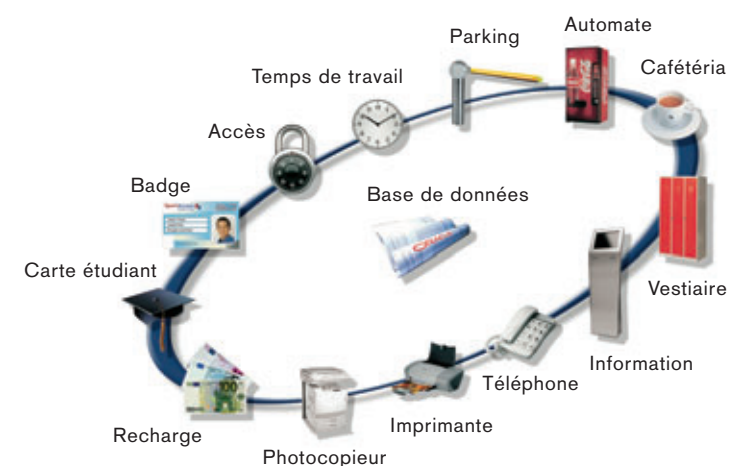 Automate
Parking
Cafétéria
Temps de travail
Accès
Badge
Base de données
Carte étudiant
Vestiaire
Information
Téléphone
Imprimante
Recharge
Photocopieur
100